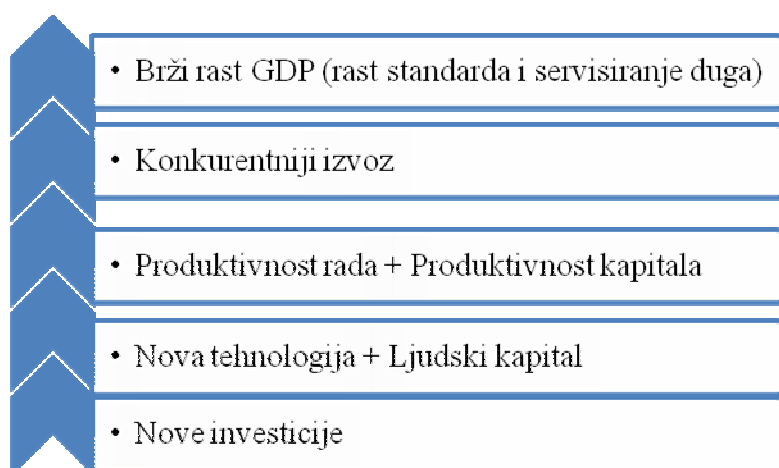 • Brži rast GDP (rast standarda i servisiranje duga)
• Konkurentniji izvoz
• Produktivnost rada + Produktivnost kapitala
• Nova tehnologija + Ljudski kapital
• Nove investicije